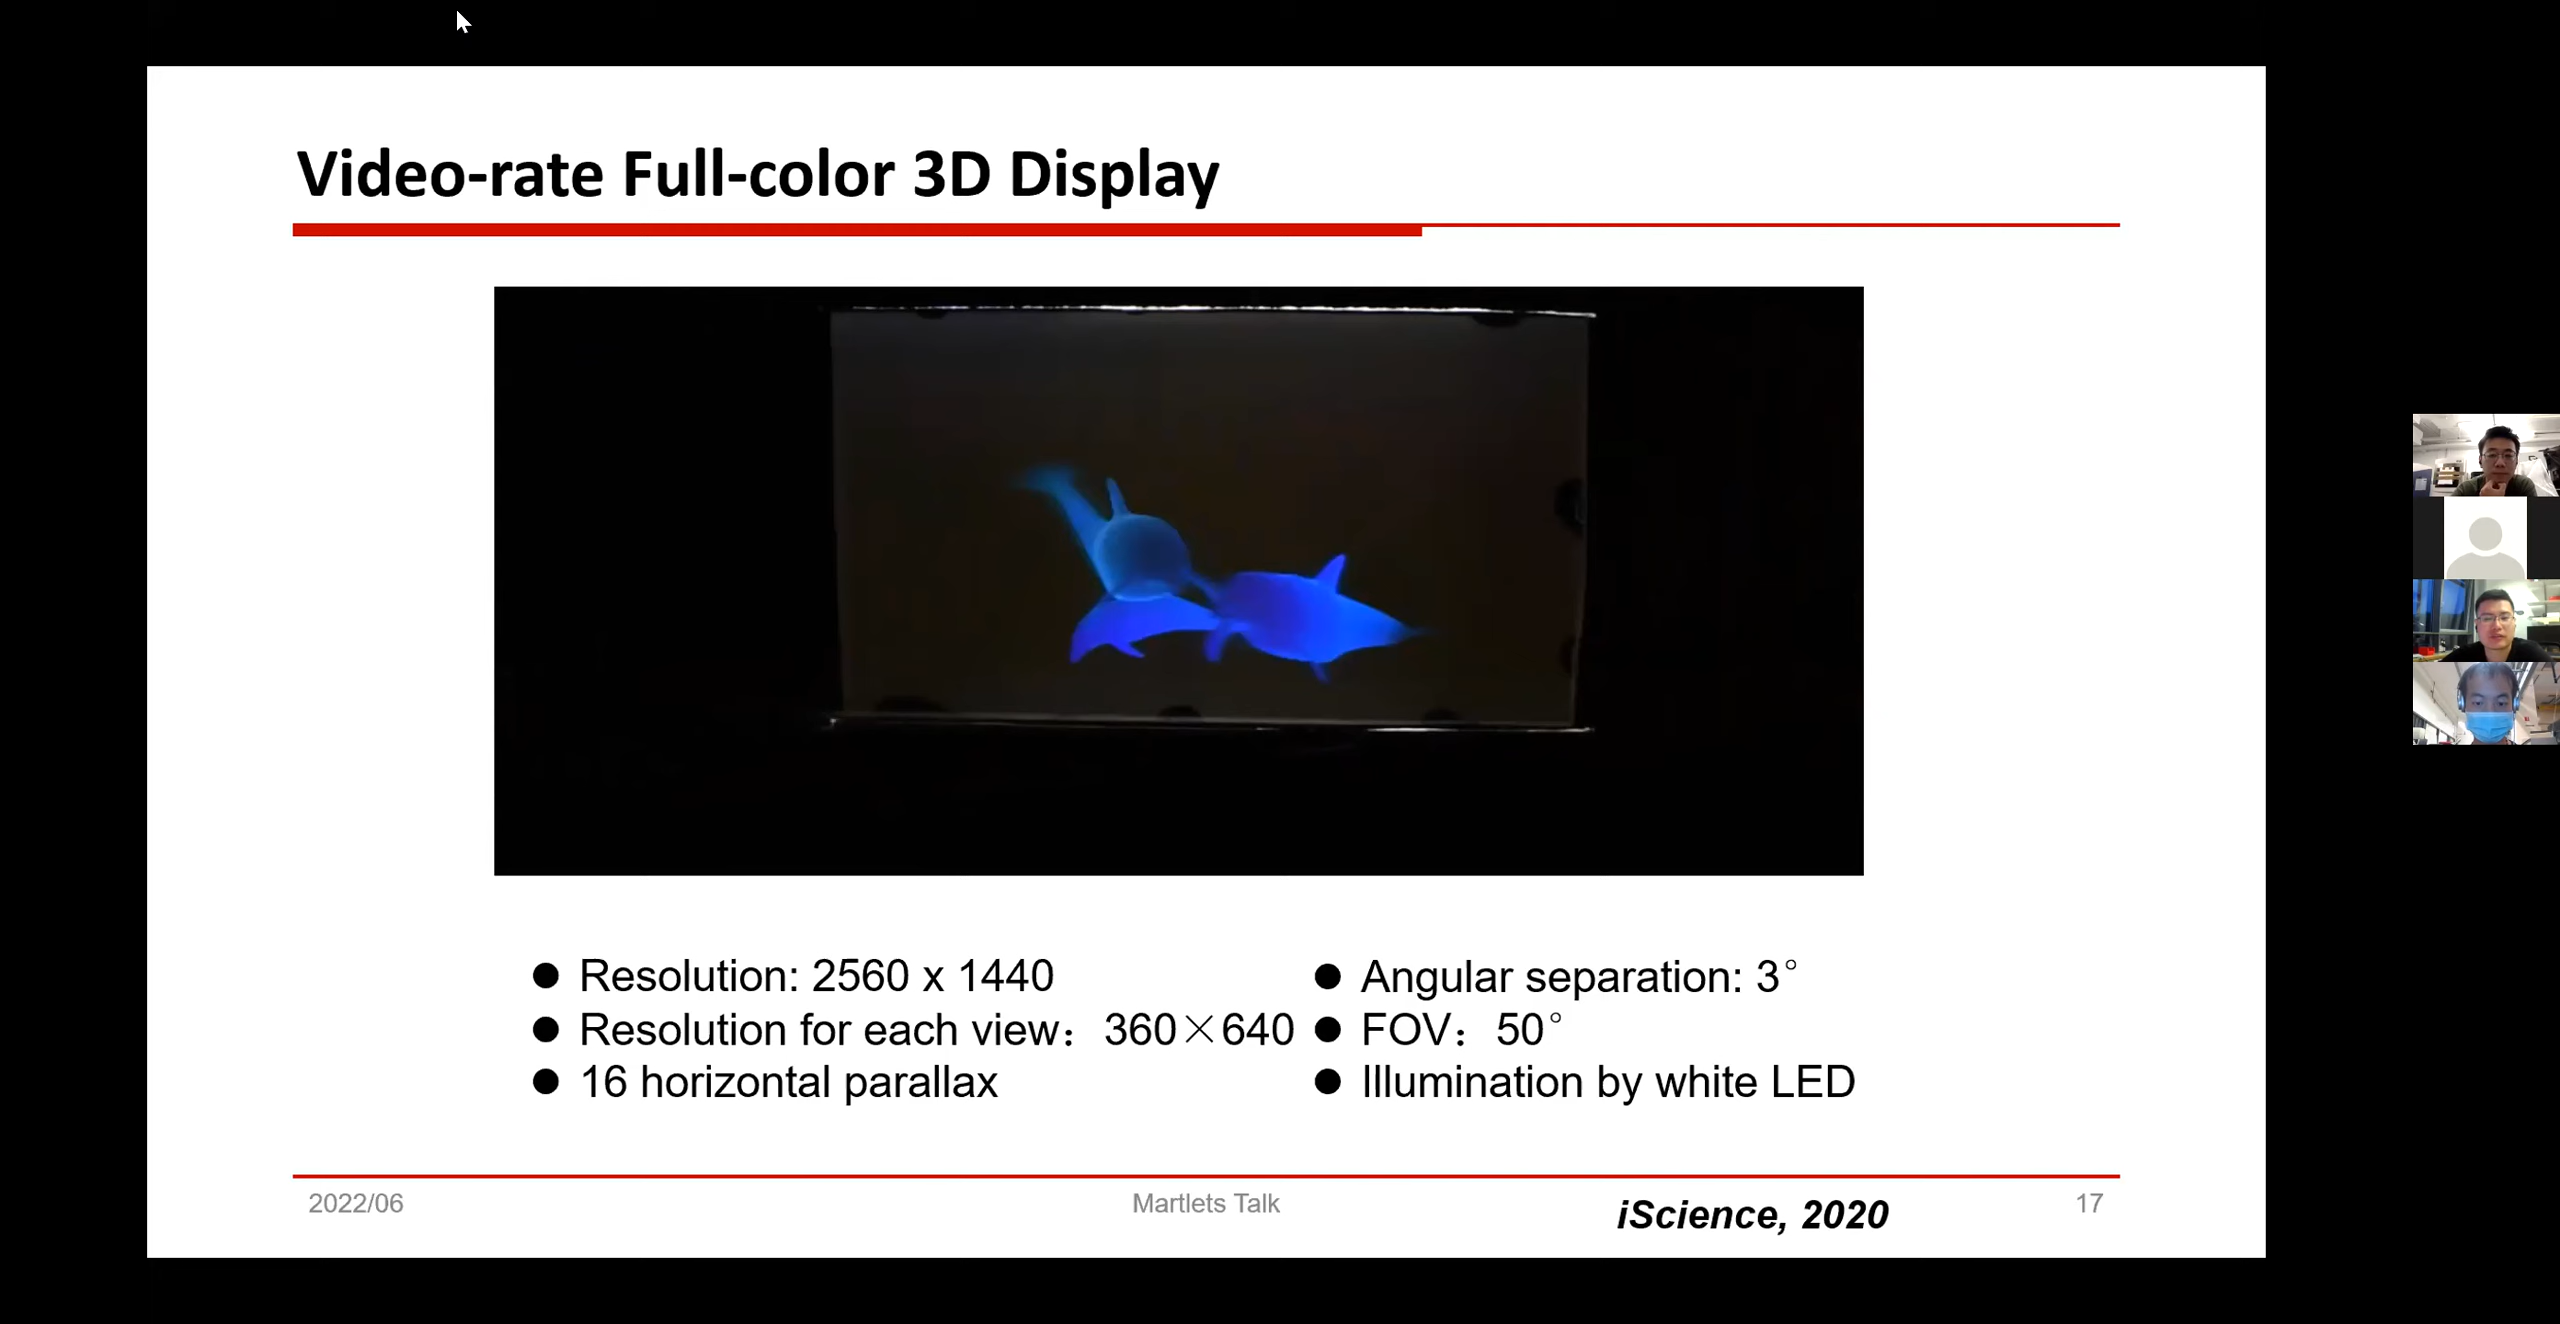 Video-rate Full-color 3D Display
● Resolution: 2560 x 1440
● Resolution for each view：360×640
● 16 horizontal parallax
● Angular separation: 3°
● FOV：50°
● Illumination by white LED
2022/06
Martlets Talk
iScience, 2020
17